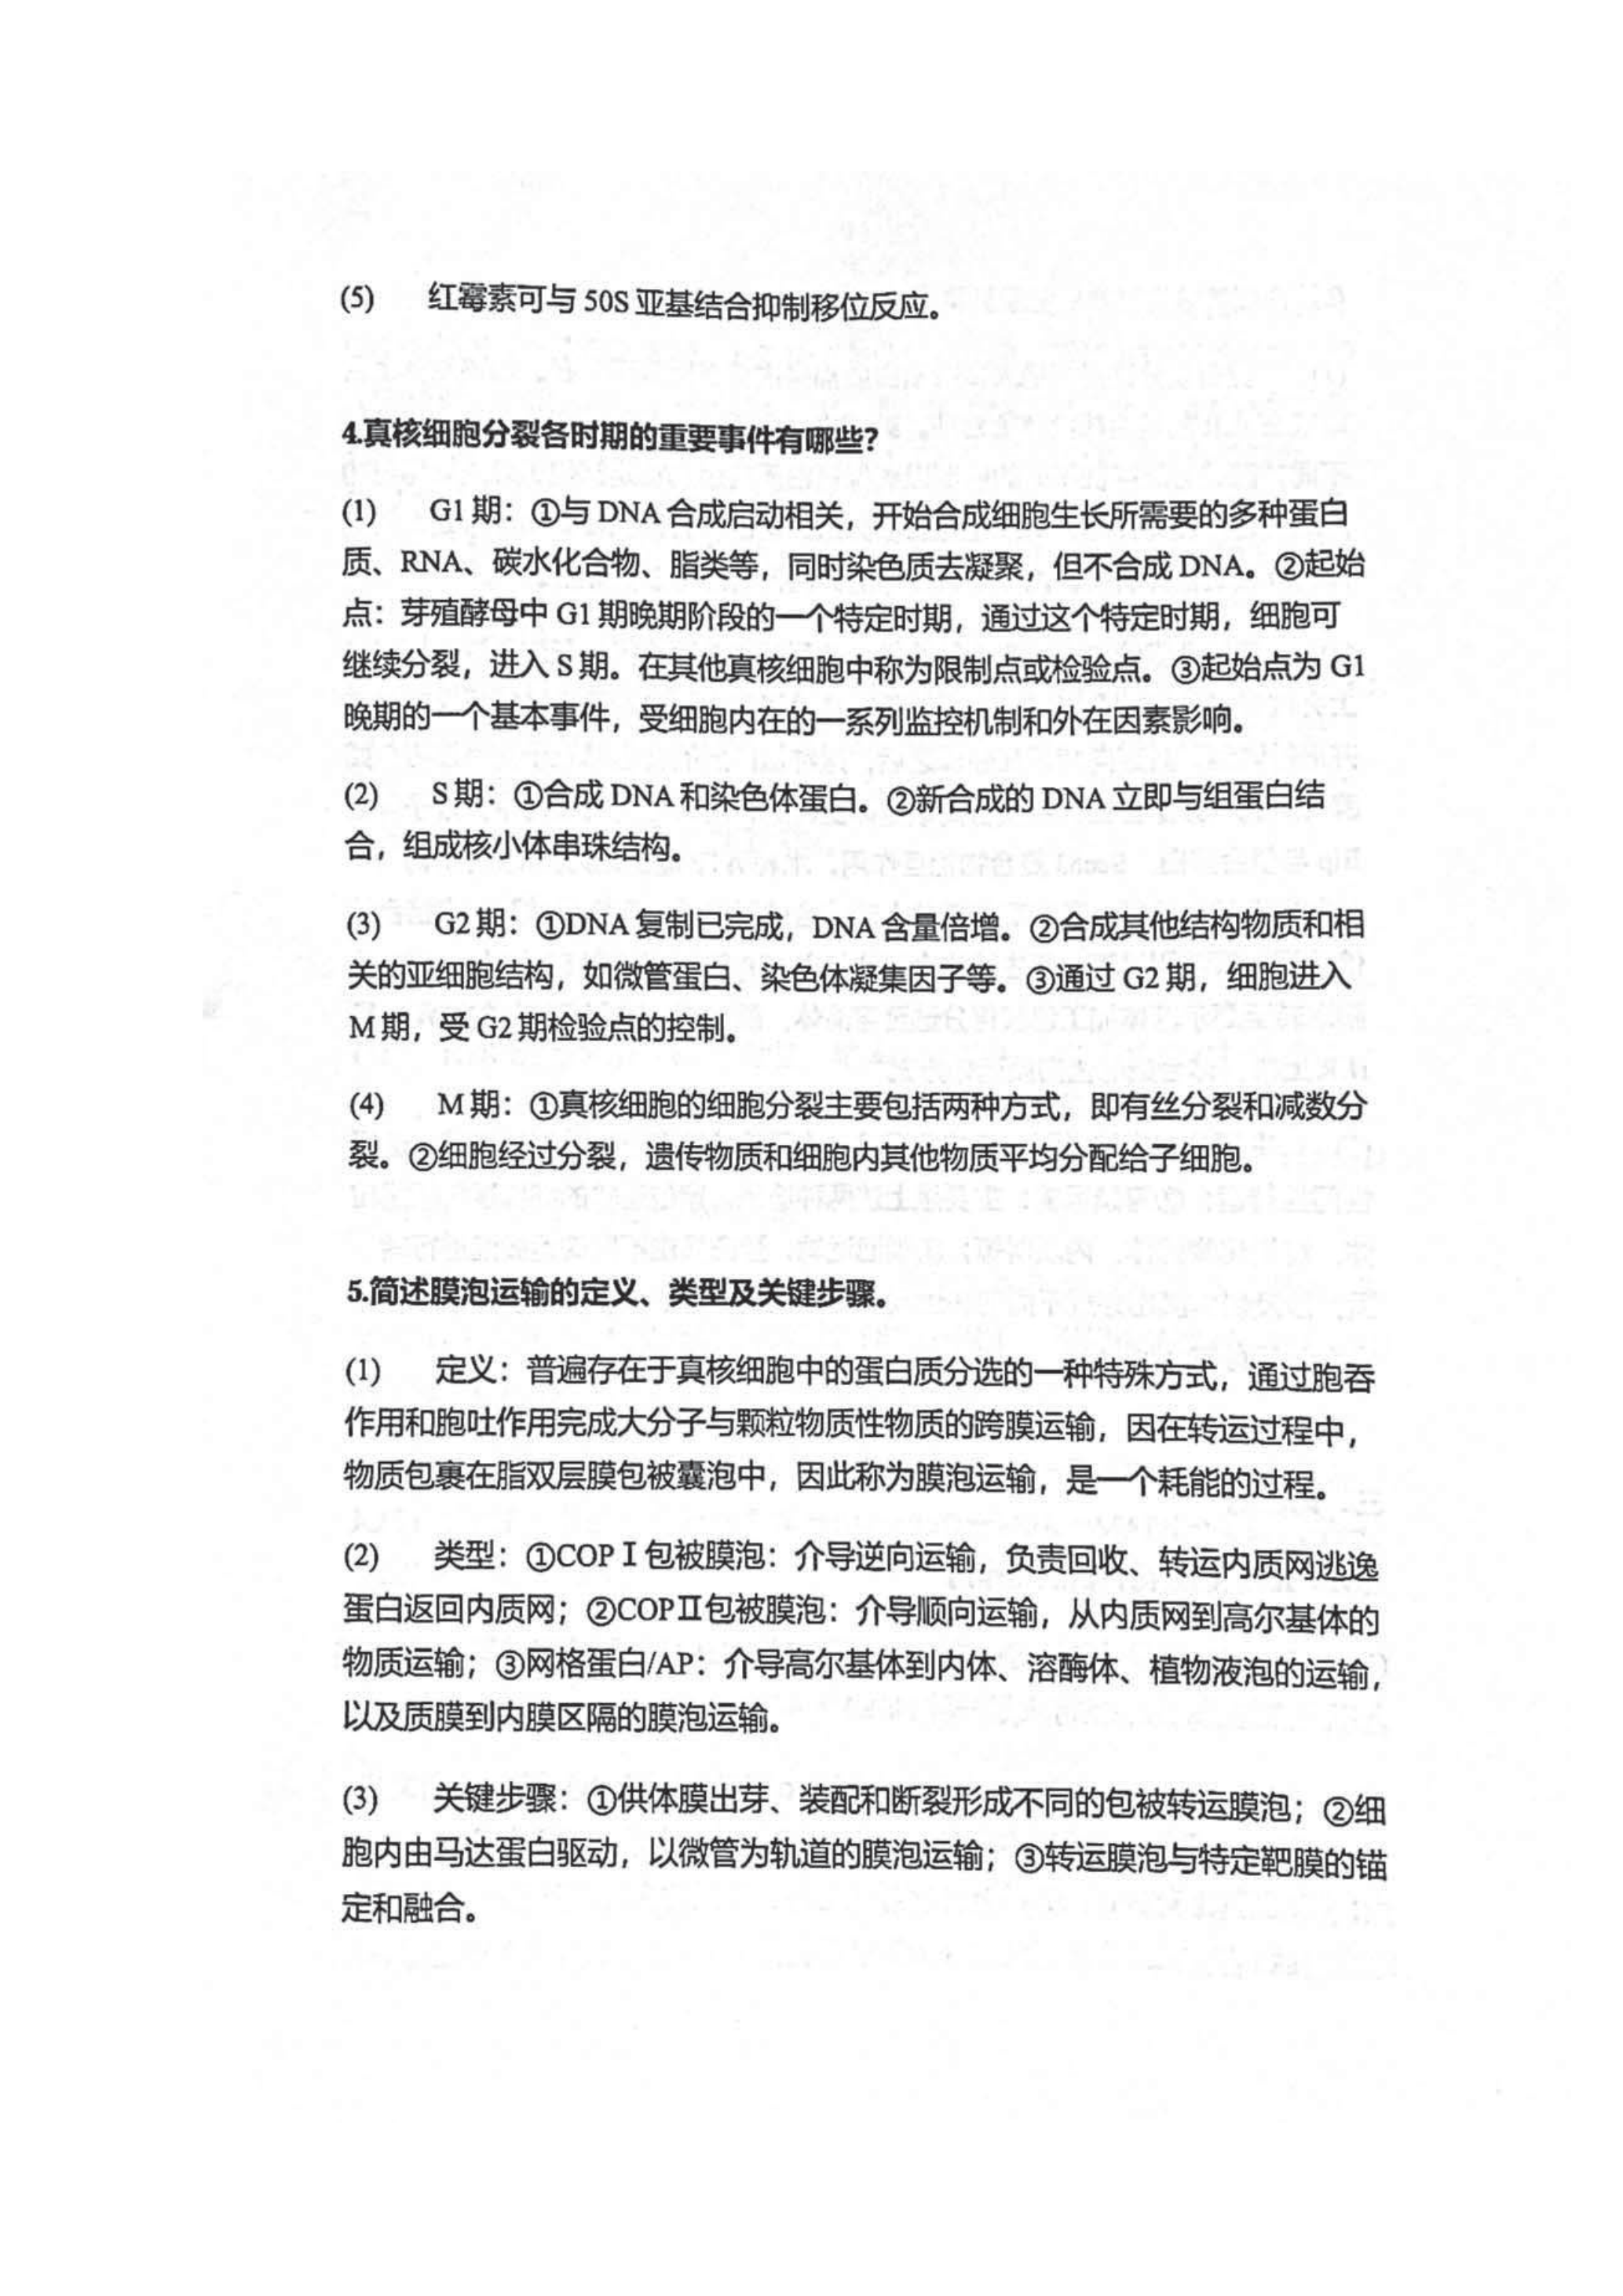 (5) 红霉素可与 50S 亚基结合抑制移位反应。
4.真核细胞分裂各时期的重要事件有哪些?
(1) G1 期：①与 DNA 合成启动相关，开始合成细胞生长所需要的多种蛋白
质、RNA、碳水化合物、脂类等，同时染色质去凝聚，但不合成 DNA。②起始
点：芽殖酵母中 G1 期晚期阶段的一个特定时期，通过这个特定时期，细胞可
继续分裂，进入 S 期。在其他真核细胞中称为限制点或检验点。③起始点为 G1
晚期的一个基本事件，受细胞内在的一系列监控机制和外在因素影响。
(2) S 期：①合成 DNA 和染色体蛋白。②新合成的 DNA 立即与组蛋白结
合，组成核小体串珠结构。
(3) G2 期：①DNA 复制已完成，DNA 含量倍增。②合成其他结构物质和相
关的亚细胞结构，如微管蛋白、染色体凝集因子等。③通过 G2 期，细胞进入
M 期，受 G2 期检验点的控制。
(4) M 期：①真核细胞的细胞分裂主要包括两种方式，即有丝分裂和减数分
裂。②细胞经过分裂，遗传物质和细胞内其他物质平均分配给子细胞。
5.简述膜泡运输的定义、类型及关键步骤。
(1) 定义：普遍存在于真核细胞中的蛋白质分选的一种特殊方式，通过胞吞
作用和胞吐作用完成大分子与颗粒物质性物质的跨膜运输，因在转运过程中，
物质包裹在脂双层膜包被囊泡中，因此称为膜泡运输，是一个耗能的过程。
(2) 类型：①COPⅠ包被膜泡：介导逆向运输，负责回收、转运内质网逃逸
蛋白返回内质网；②COPⅡ包被膜泡：介导顺向运输，从内质网到高尔基体的
物质运输；③网格蛋白/AP：介导高尔基体到内体、溶酶体、植物液泡的运输，
以及质膜到内膜区隔的膜泡运输。
(3) 关键步骤：①供体膜出芽、装配和断裂形成不同的包被转运膜泡；②细
胞内由马达蛋白驱动，以微管为轨道的膜泡运输；③转运膜泡与特定靶膜的锚
定和融合。